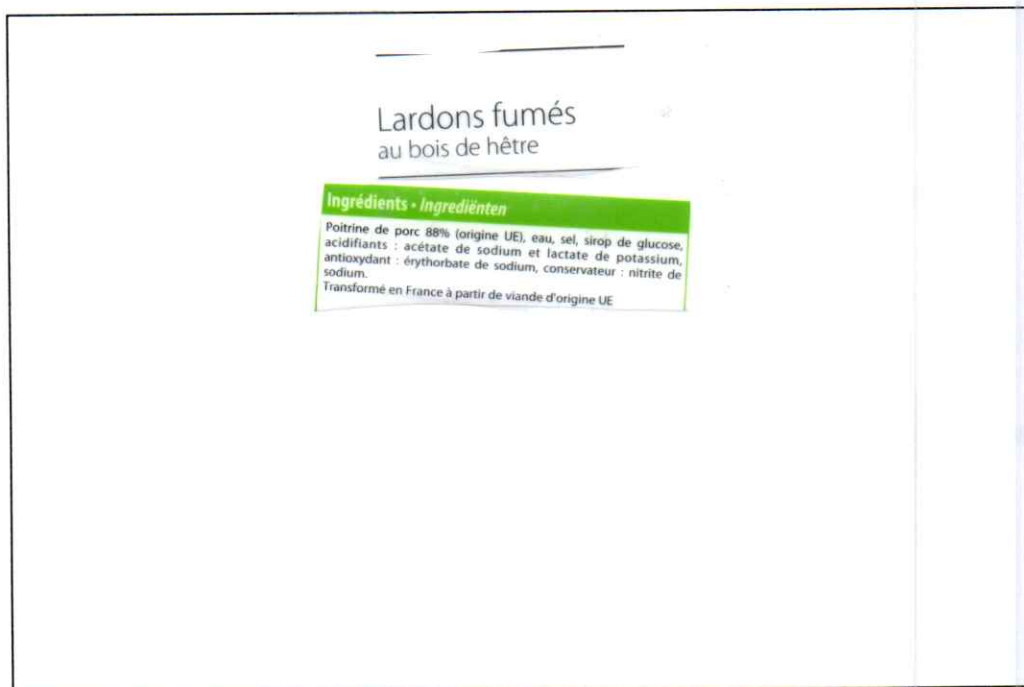 Lardons fumés
au bois de hêtre
Ingrédients • Ingrediënten
Poitrine de porc 88% (origine UE), eau, sel, sirop de glucose,
acidifiants : acétate de sodium et lactate de potassium,
antioxydant : érythorbate de sodium, conservateur : nitrite de
sodium.
Transformé en France à partir de viande d'origine UE